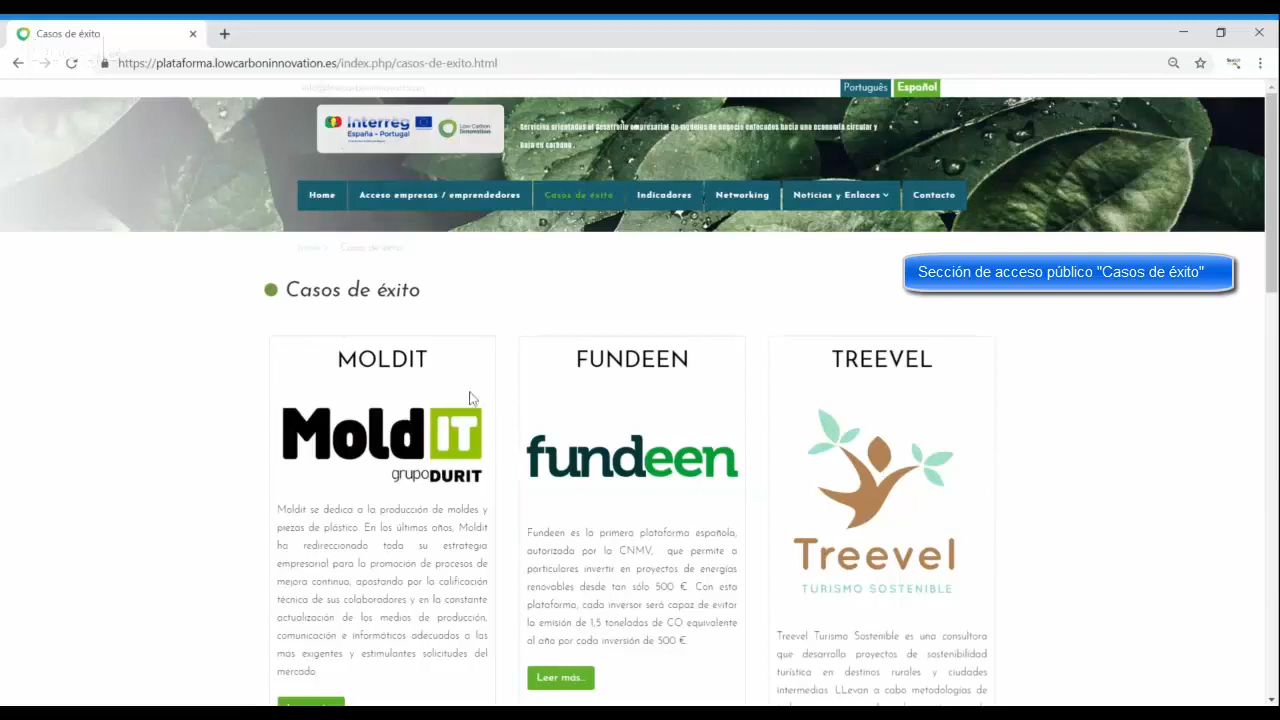 Casos de éxito
https://plataforma.lowcarboninnovation.es/index.php/casos-de-exito.html
Português Español
Interreg
España - Portugal
Low Carbon
Innovation
Servicios orientados al desarrollo empresarial de modelos de negocio enfocados hacia una economía circular y
baja en carbono .
Home Acceso empresas / emprendedores Casos de éxito Indicadores Networking Noticias y Enlaces Contacto
Casos de éxito
Sección de acceso público "Casos de éxito"
Casos de éxito
MOLDIT
MoldIT
grupoDURIT
Moldit se dedica a la producción de moldes y
piezas de plástico. En los últimos años, Moldit
ha redireccionado toda su estrategia
empresarial para la promoción de procesos de
mejora continua, apostando por la calificación
técnica de sus colaboradores y en la constante
actualización de los medios de producción,
comunicación e informáticos adecuados a las
mas exigentes y estimulantes solicitudes del
mercado.
FUNDEEN
fundeen
Fundeen es la primera plataforma española,
autorizada por la CNMV, que permite a
particulares invertir en proyectos de energías
renovables desde tan sólo 500 €. Con esta
plataforma, cada inversor será capaz de evitar
la emisión de 1,5 toneladas de CO equivalente
al año por cada inversión de 500 €.
Leer más...
TREEVEL
Treevel
TURISMO SOSTENIBLE
Treevel Turismo Sostenible es una consultora
que desarrolla proyectos de sostenibilidad
turística en destinos rurales y ciudades
intermedias. LLevan a cabo metodologías de